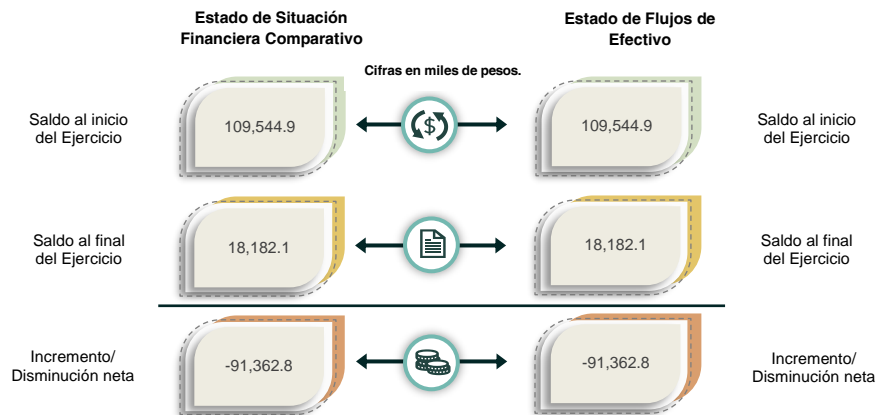 Estado de Situación
Financiera Comparativo
Estado de Flujos de
Efectivo
Cifras en miles de pesos.
Saldo al inicio
del Ejercicio
109,544.9
$
109,544.9
Saldo al inicio
del Ejercicio
Saldo al final
del Ejercicio
18,182.1
18,182.1
Saldo al final
del Ejercicio
Incremento/
Disminución neta
-91,362.8
-91,362.8
Incremento/
Disminución neta